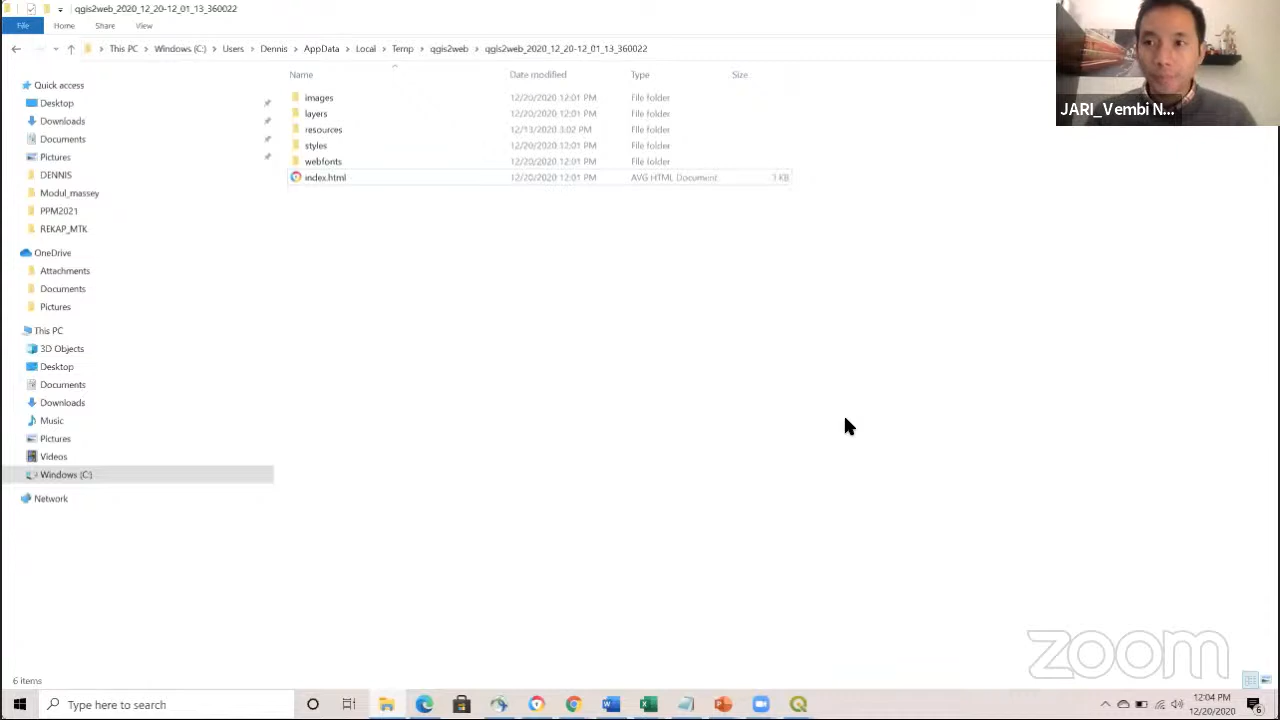 qgis2web_2020_12_20-12_01_13_360022
File Home Share View
This PC Windows (C:) Users Dennis AppData Local Temp qgis2web qgis2web_2020_12_20-12_01_13_360022
Name Date modified Type Size
images 12/20/2020 12:01 PM File folder
layers 12/20/2020 12:01 PM File folder
resources 12/13/2020 3:02 PM File folder
styles 12/20/2020 12:01 PM File folder
webfonts 12/20/2020 12:01 PM File folder
index.html 12/20/2020 12:01 PM AVG HTML Document 3 KB
Quick access
Desktop
Downloads
Documents
Pictures
DENNIS
Modul_massey
PPM2021
REKAP_MTK
OneDrive
Attachments
Documents
Pictures
This PC
3D Objects
Desktop
Documents
Downloads
Music
Pictures
Videos
Windows (C:)
Network
JARI_Vembi N...
zoom
6 items
Type here to search
12:04 PM
12/20/2020
6